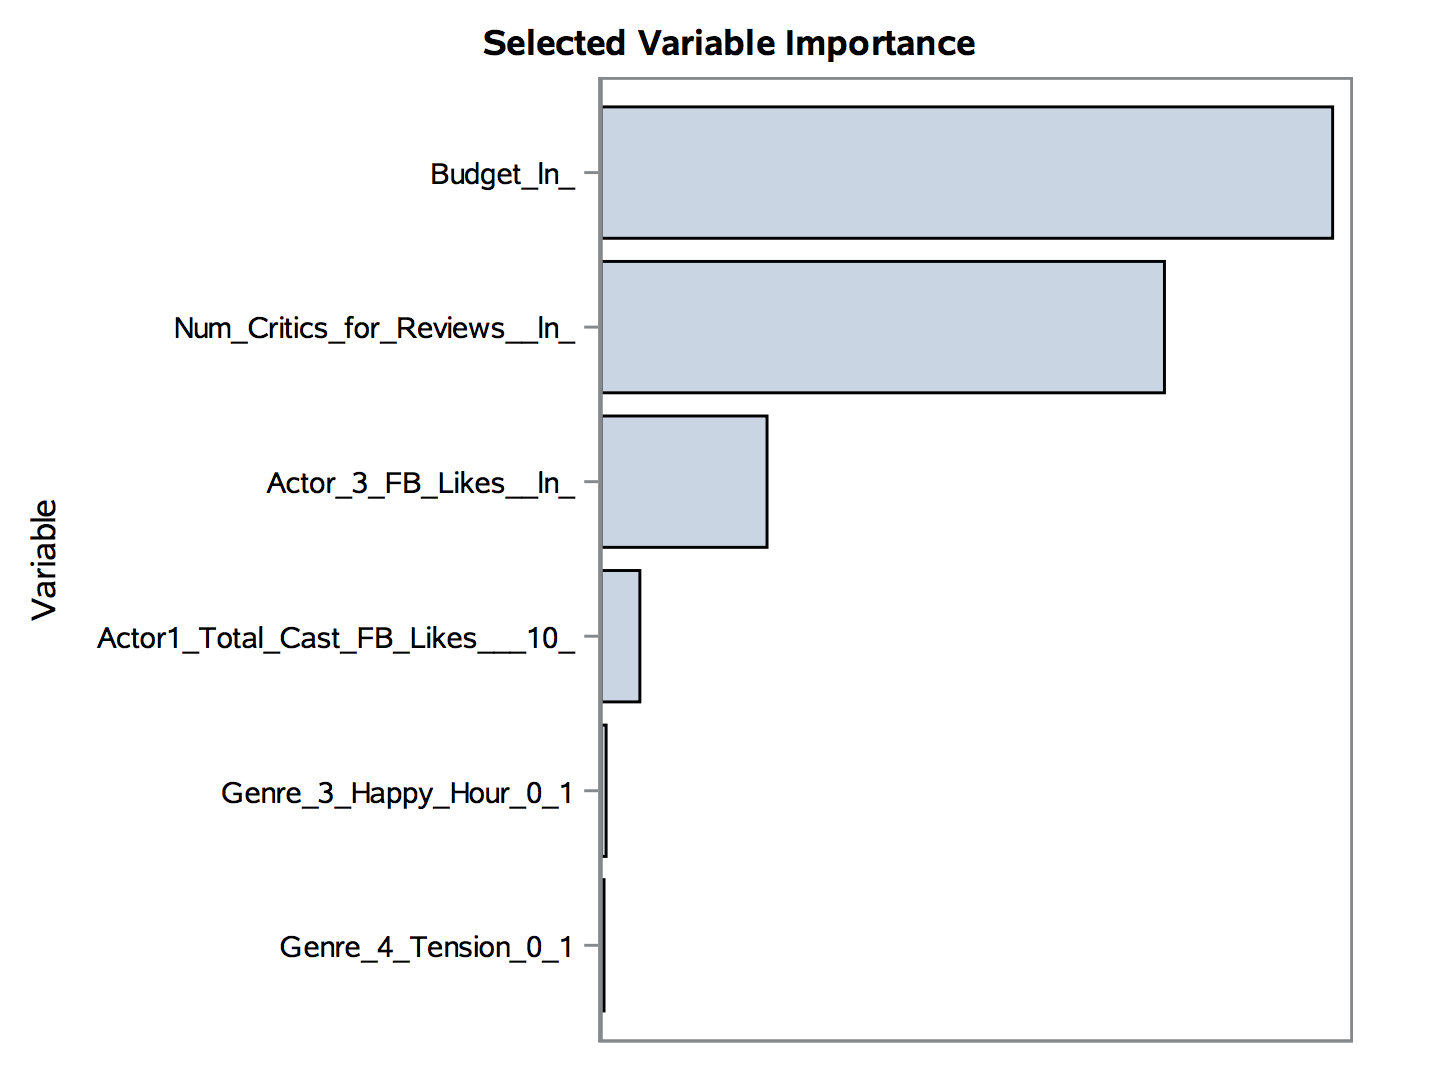 Selected Variable Importance
Budget_ln_
Num_Critics_for_Reviews__ln_
Actor_3_FB_Likes__ln_
Variable
Actor1_Total_Cast_FB_Likes___10_
Genre_3_Happy_Hour_0_1
Genre_4_Tension_0_1